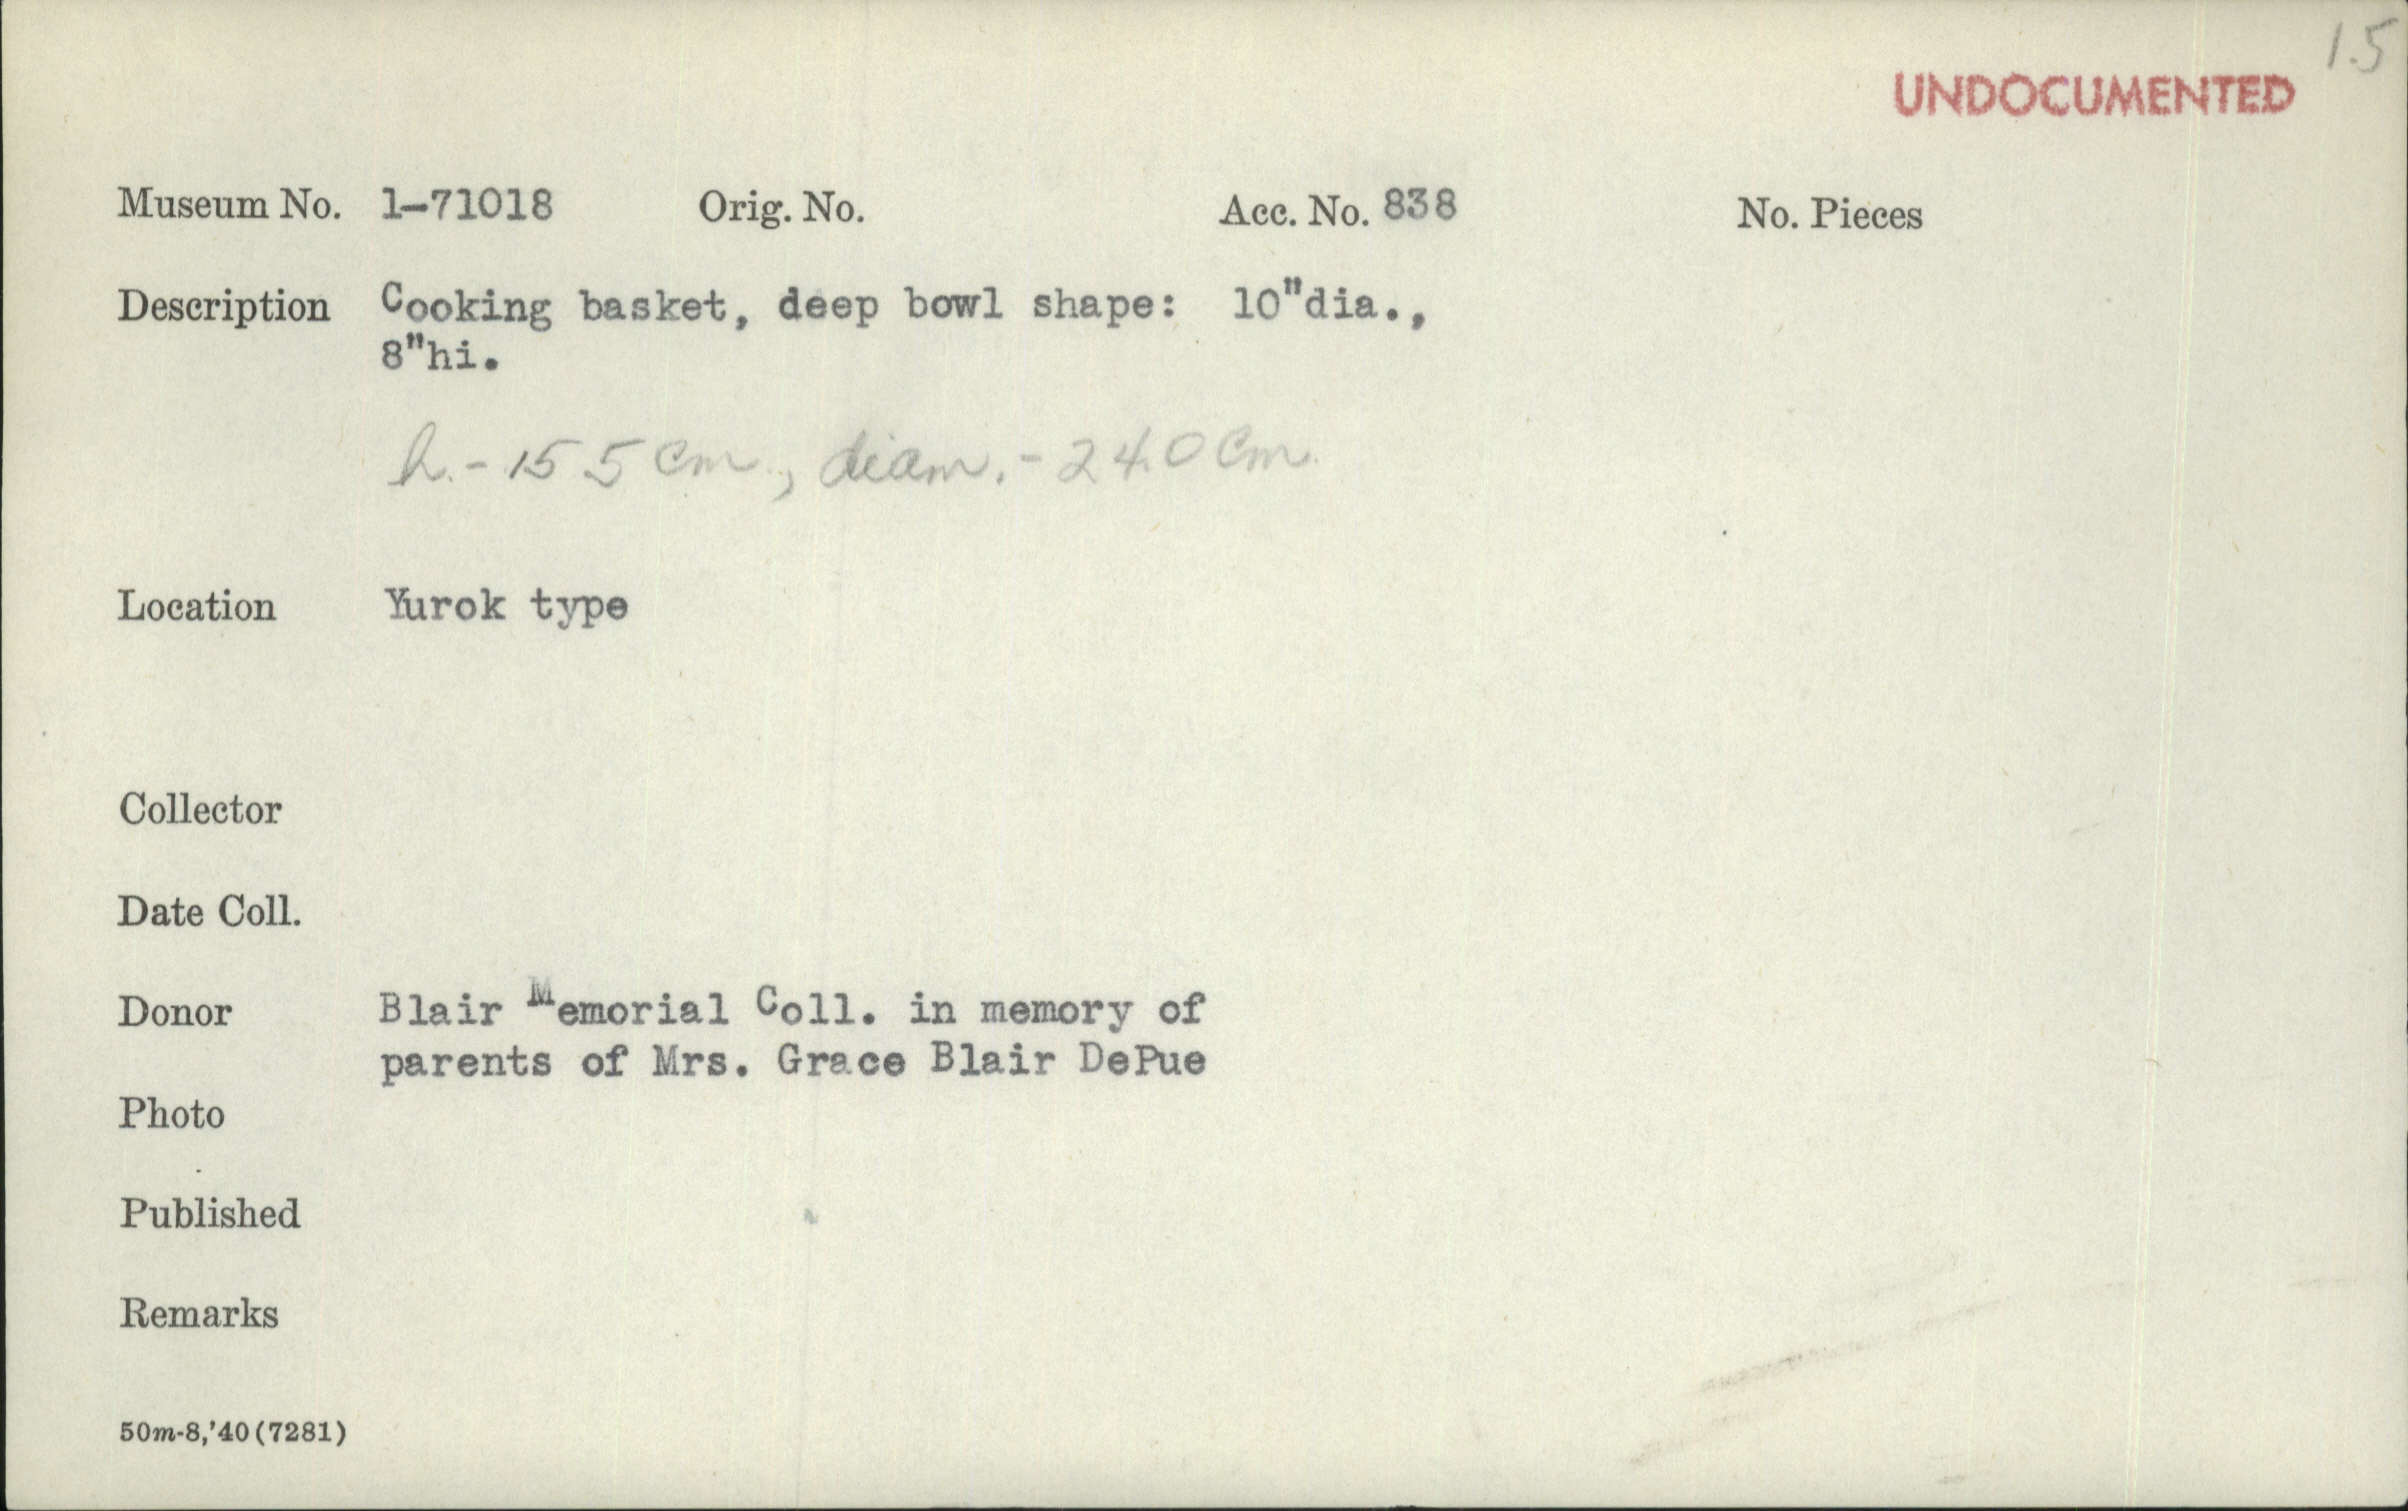 1.5
UNDOCUMENTED
Museum No. 1-71018 Orig. No. Acc. No. 838 No. Pieces
Description Cooking basket, deep bowl shape: 10"dia.,
8"hi.
h. - 15 5 cm., diam. - 24.0 cm.
Location Yurok type
Collector
Date Coll.
Donor Blair Memorial Coll. in memory of
parents of Mrs. Grace Blair DePue
Photo
Published
Remarks
50m-8,'40(7281)